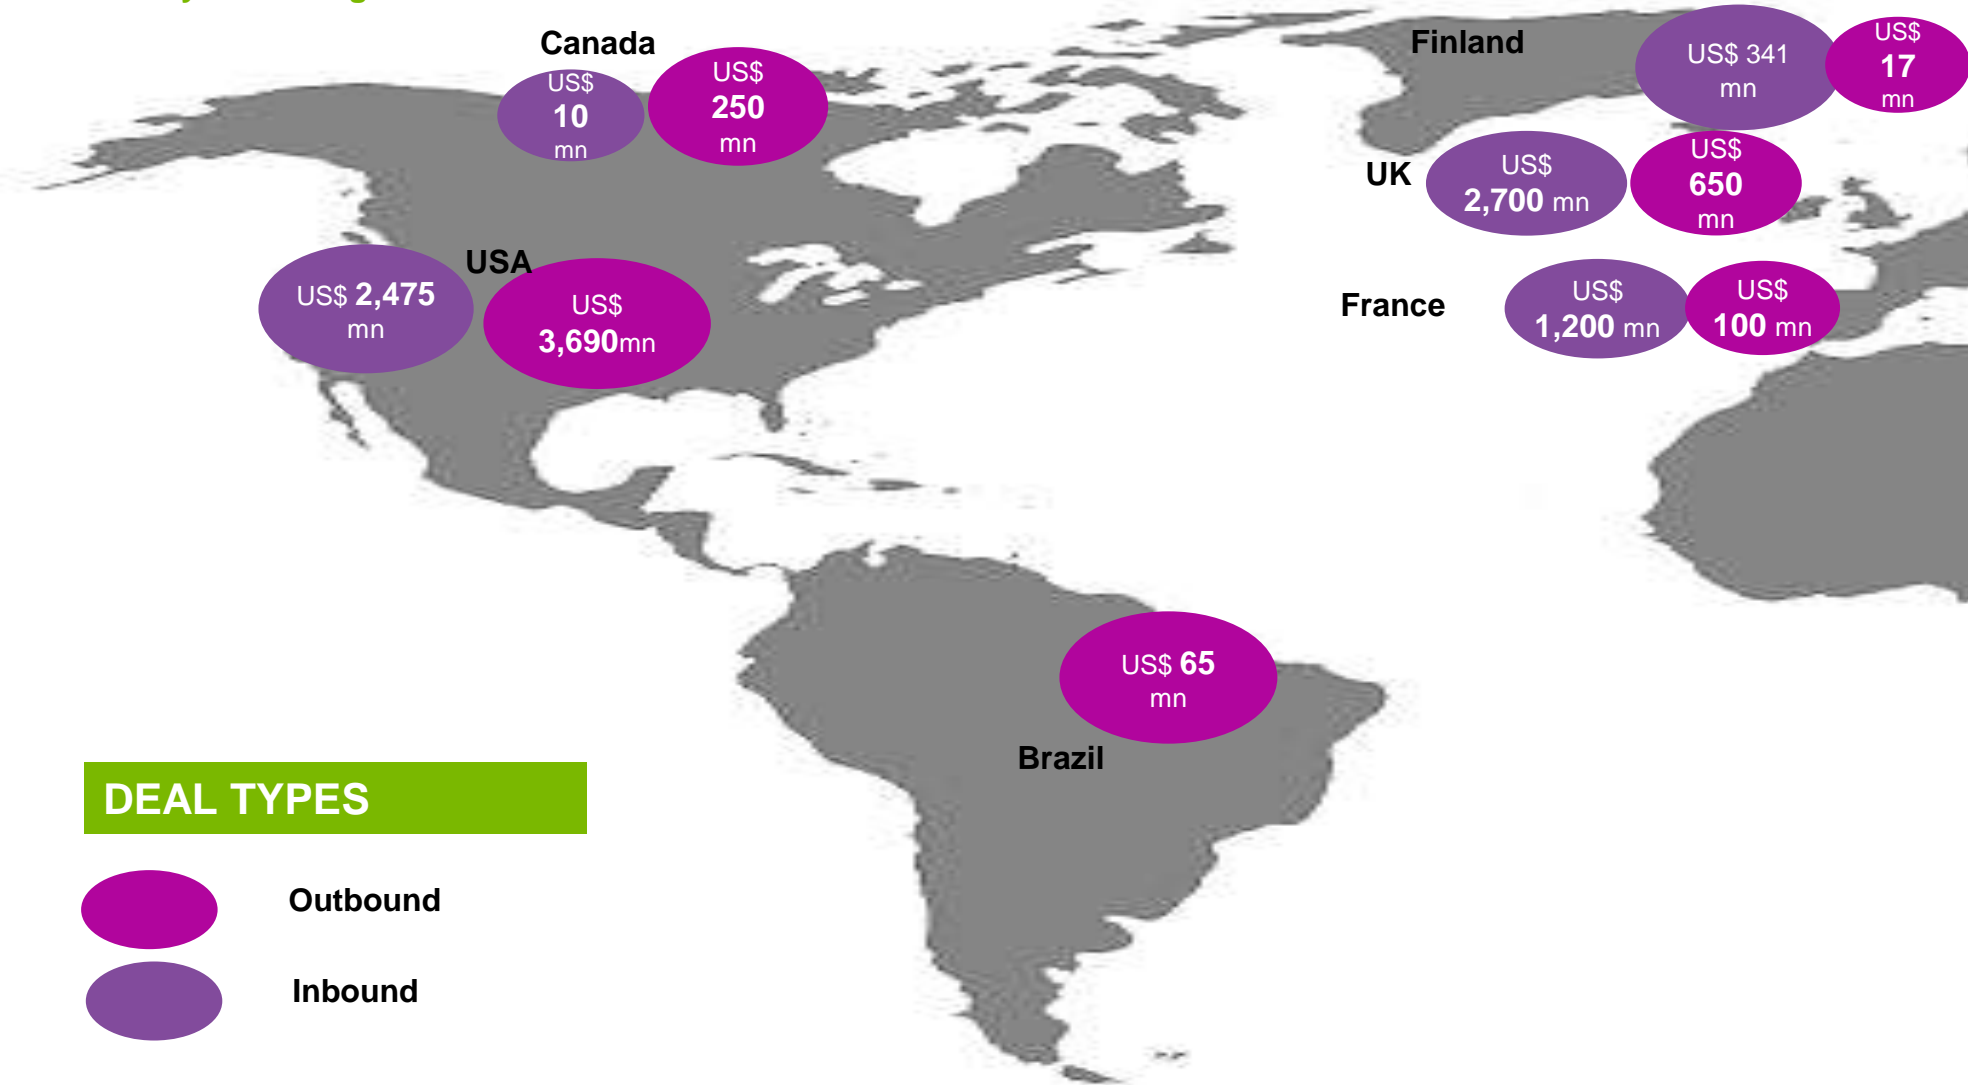 Canada
US$
10
mn
US$
250
mn
Finland
US$ 341
mn
US$
17
mn
UK
US$
2,700 mn
US$
650
mn
USA
US$ 2,475
mn
US$
3,690mn
France
US$
1,200 mn
US$
100 mn
US$ 65
mn
Brazil
DEAL TYPES
Outbound
Inbound